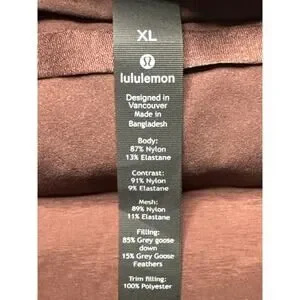 XL
lululemon
Designed in
Vancouver
Made in
Bangladesh
Body:
87% Nylon
13% Elastane
Contrast:
91% Nylon
9% Elastane
Mesh:
89% Nylon
11% Elastane
Filling:
85% Grey goose
down
15% Grey Goose
Feathers
Trim filling:
100% Polyester